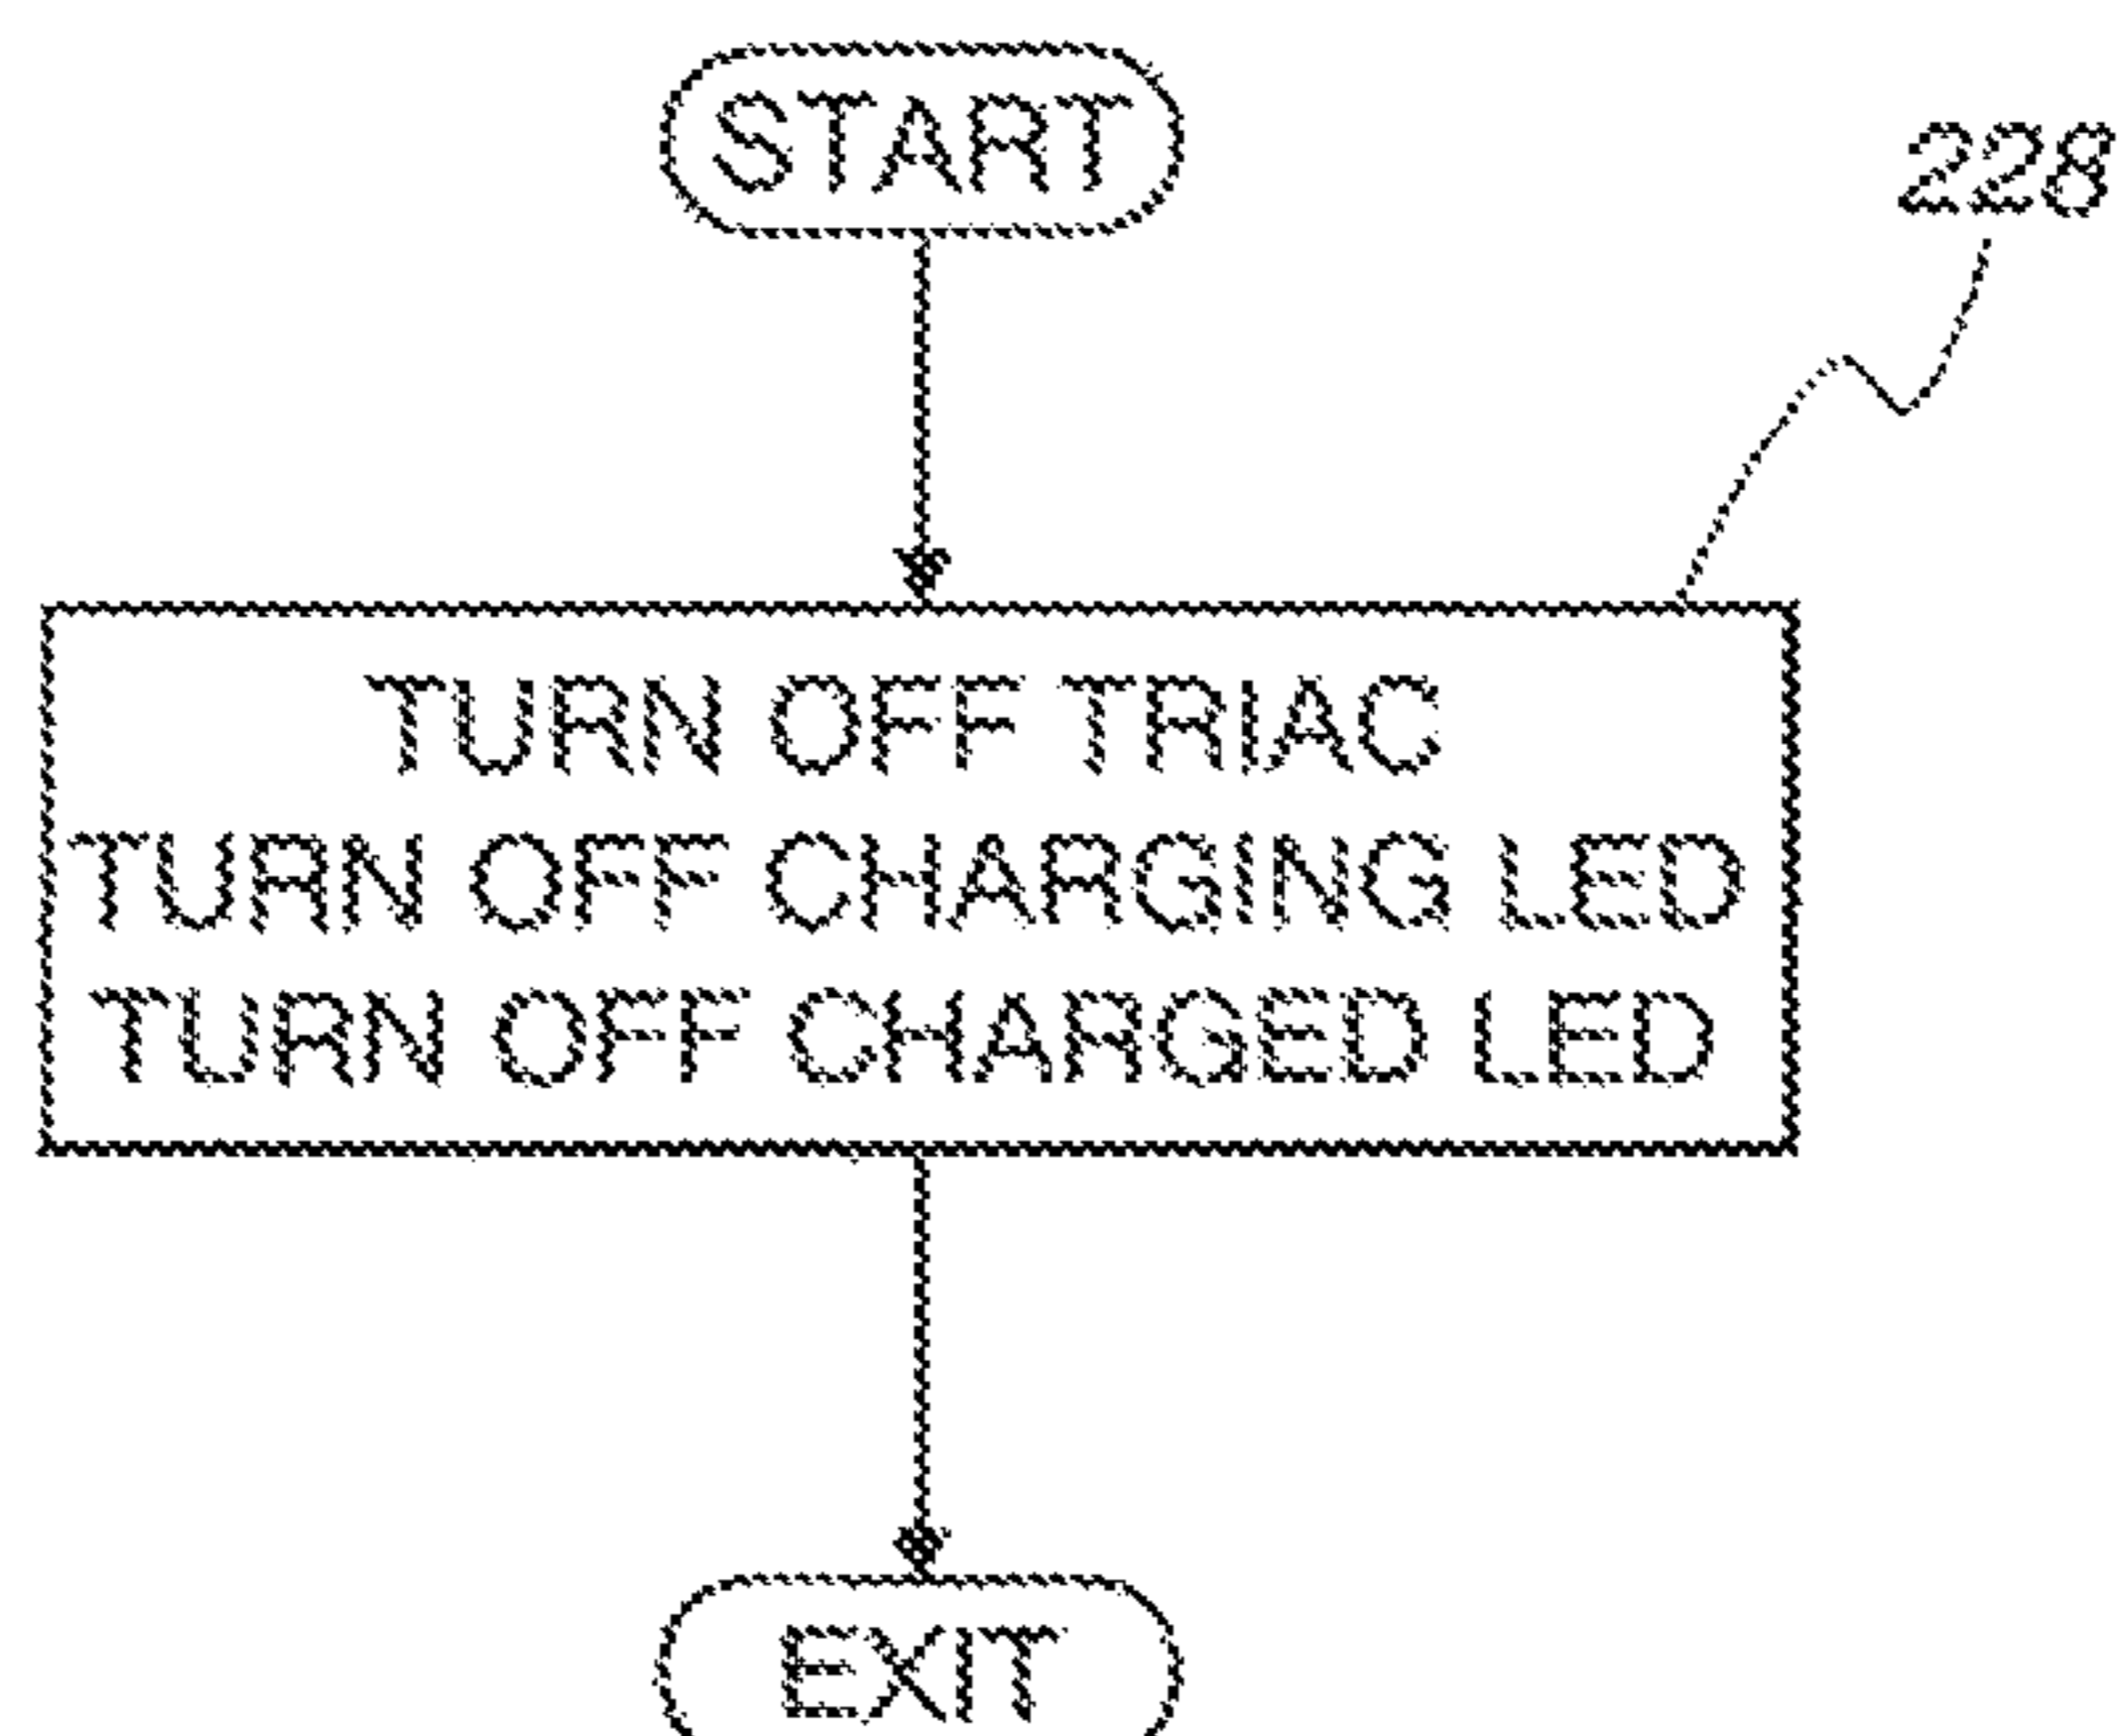 START
228
TURN OFF TRIAC
TURN OFF CHARGING LED
TURN OFF CHARGED LED
EXIT